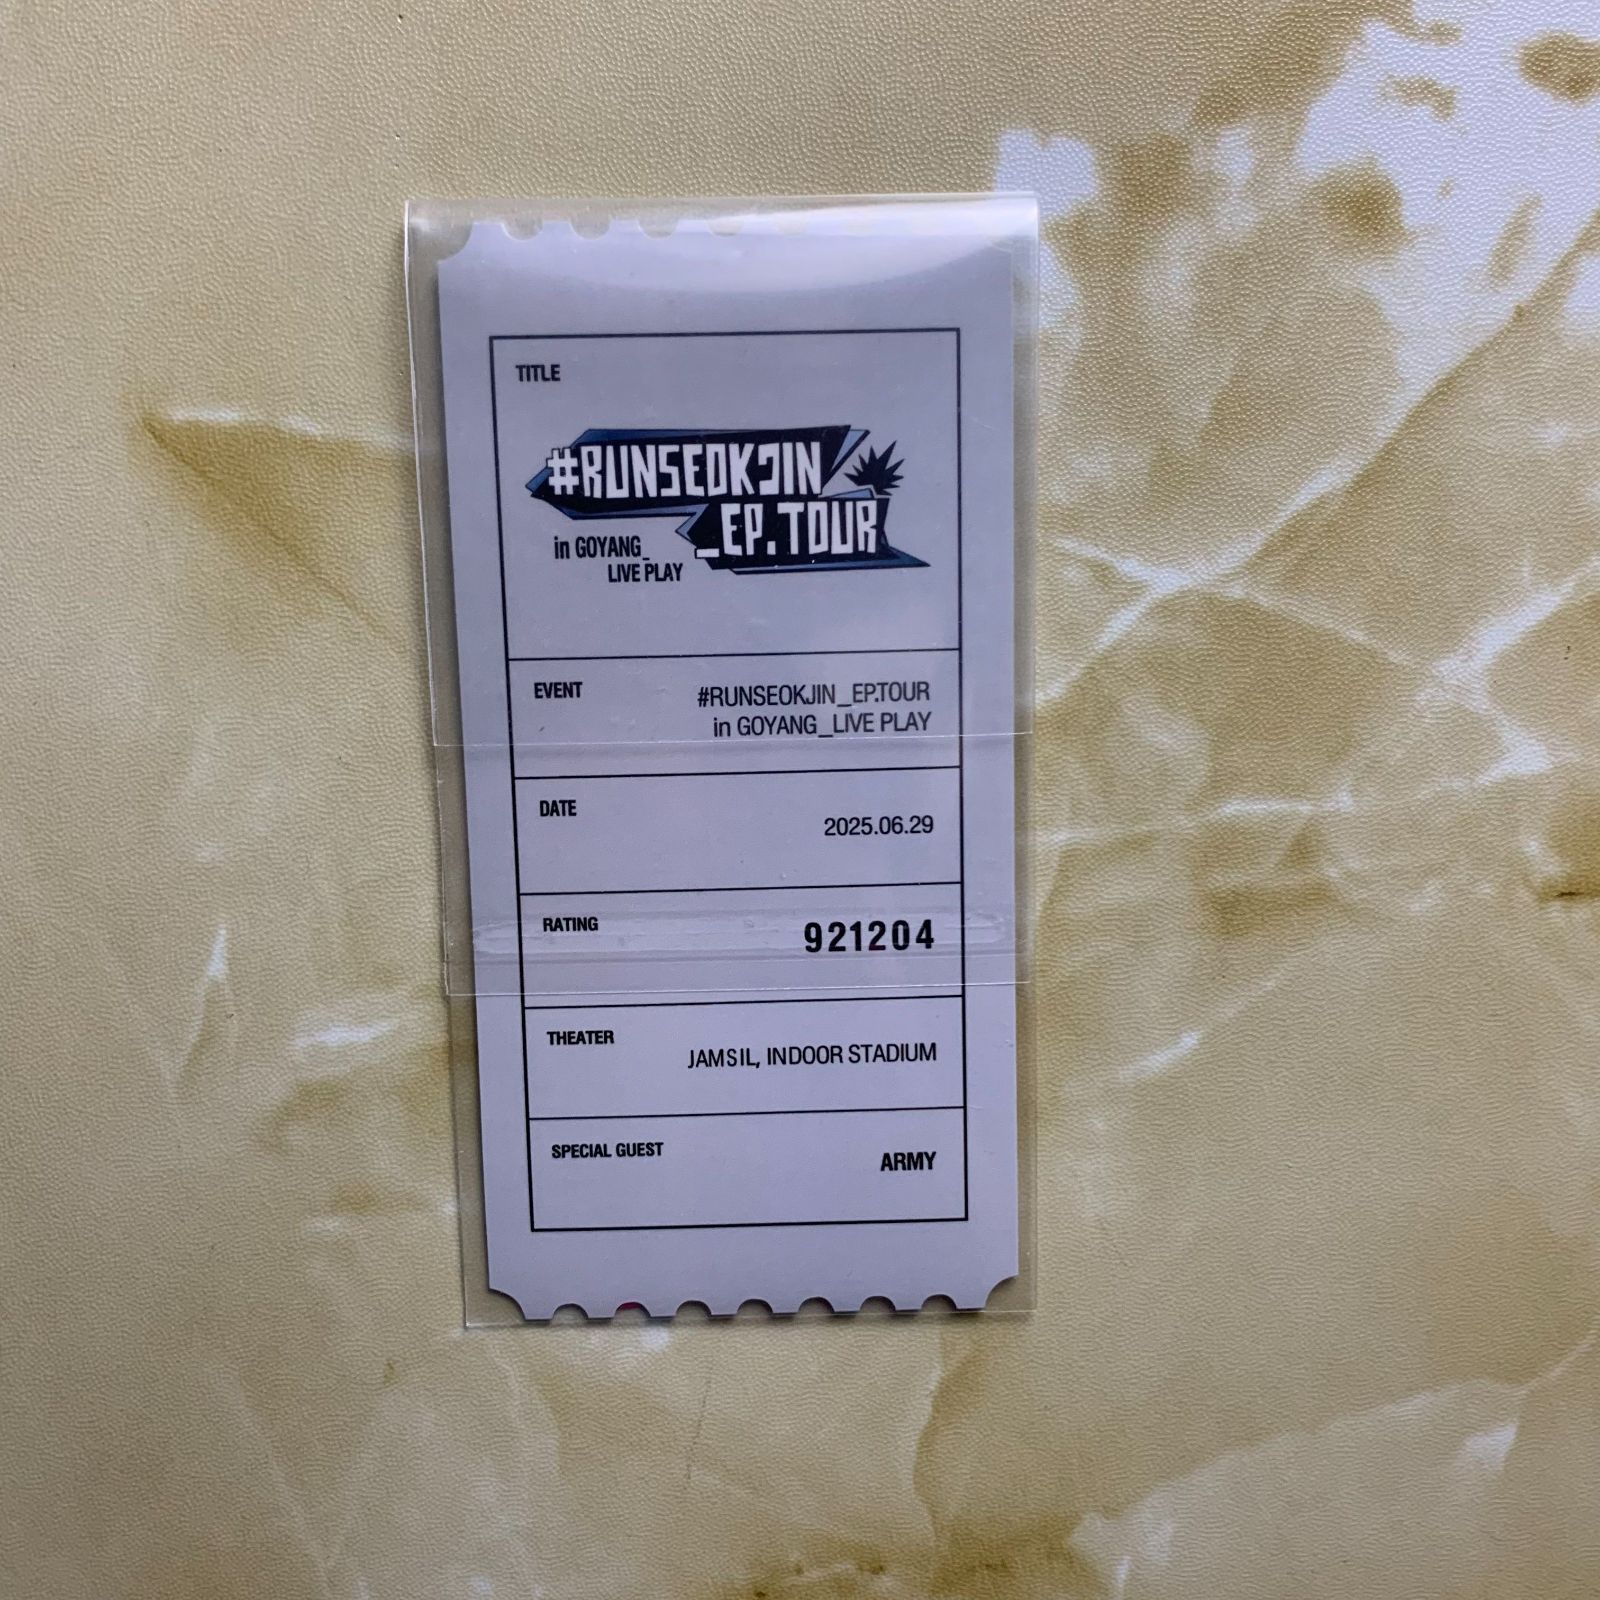 TITLE
#RUNSEOKJIN
_EP.TOUR
in GOYANG_
LIVE PLAY
EVENT
#RUNSEOKJIN_EP.TOUR
in GOYANG_LIVE PLAY
DATE
2025.06.29
RATING
921204
THEATER
JAMSIL, INDOOR STADIUM
SPECIAL GUEST
ARMY